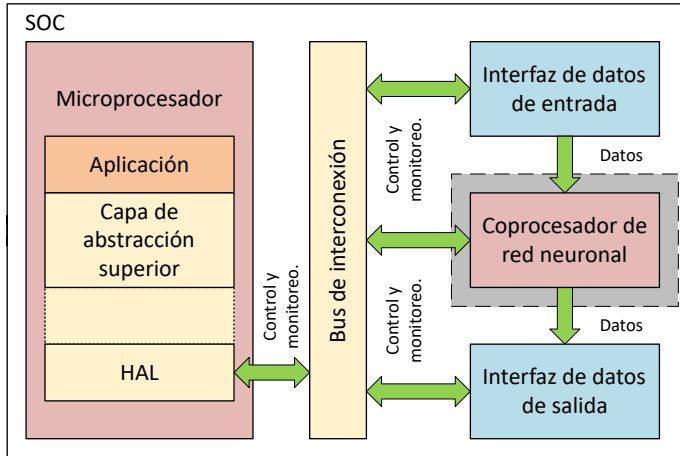 SOC
Microprocesador
Aplicación
Capa de
abstracción
superior
HAL
Control y
monitoreo.
Bus de interconexión
Control y
monitoreo.
Control y
monitoreo.
Interfaz de datos
de entrada
Datos
Coprocesador de
red neuronal
Datos
Interfaz de datos
de salida